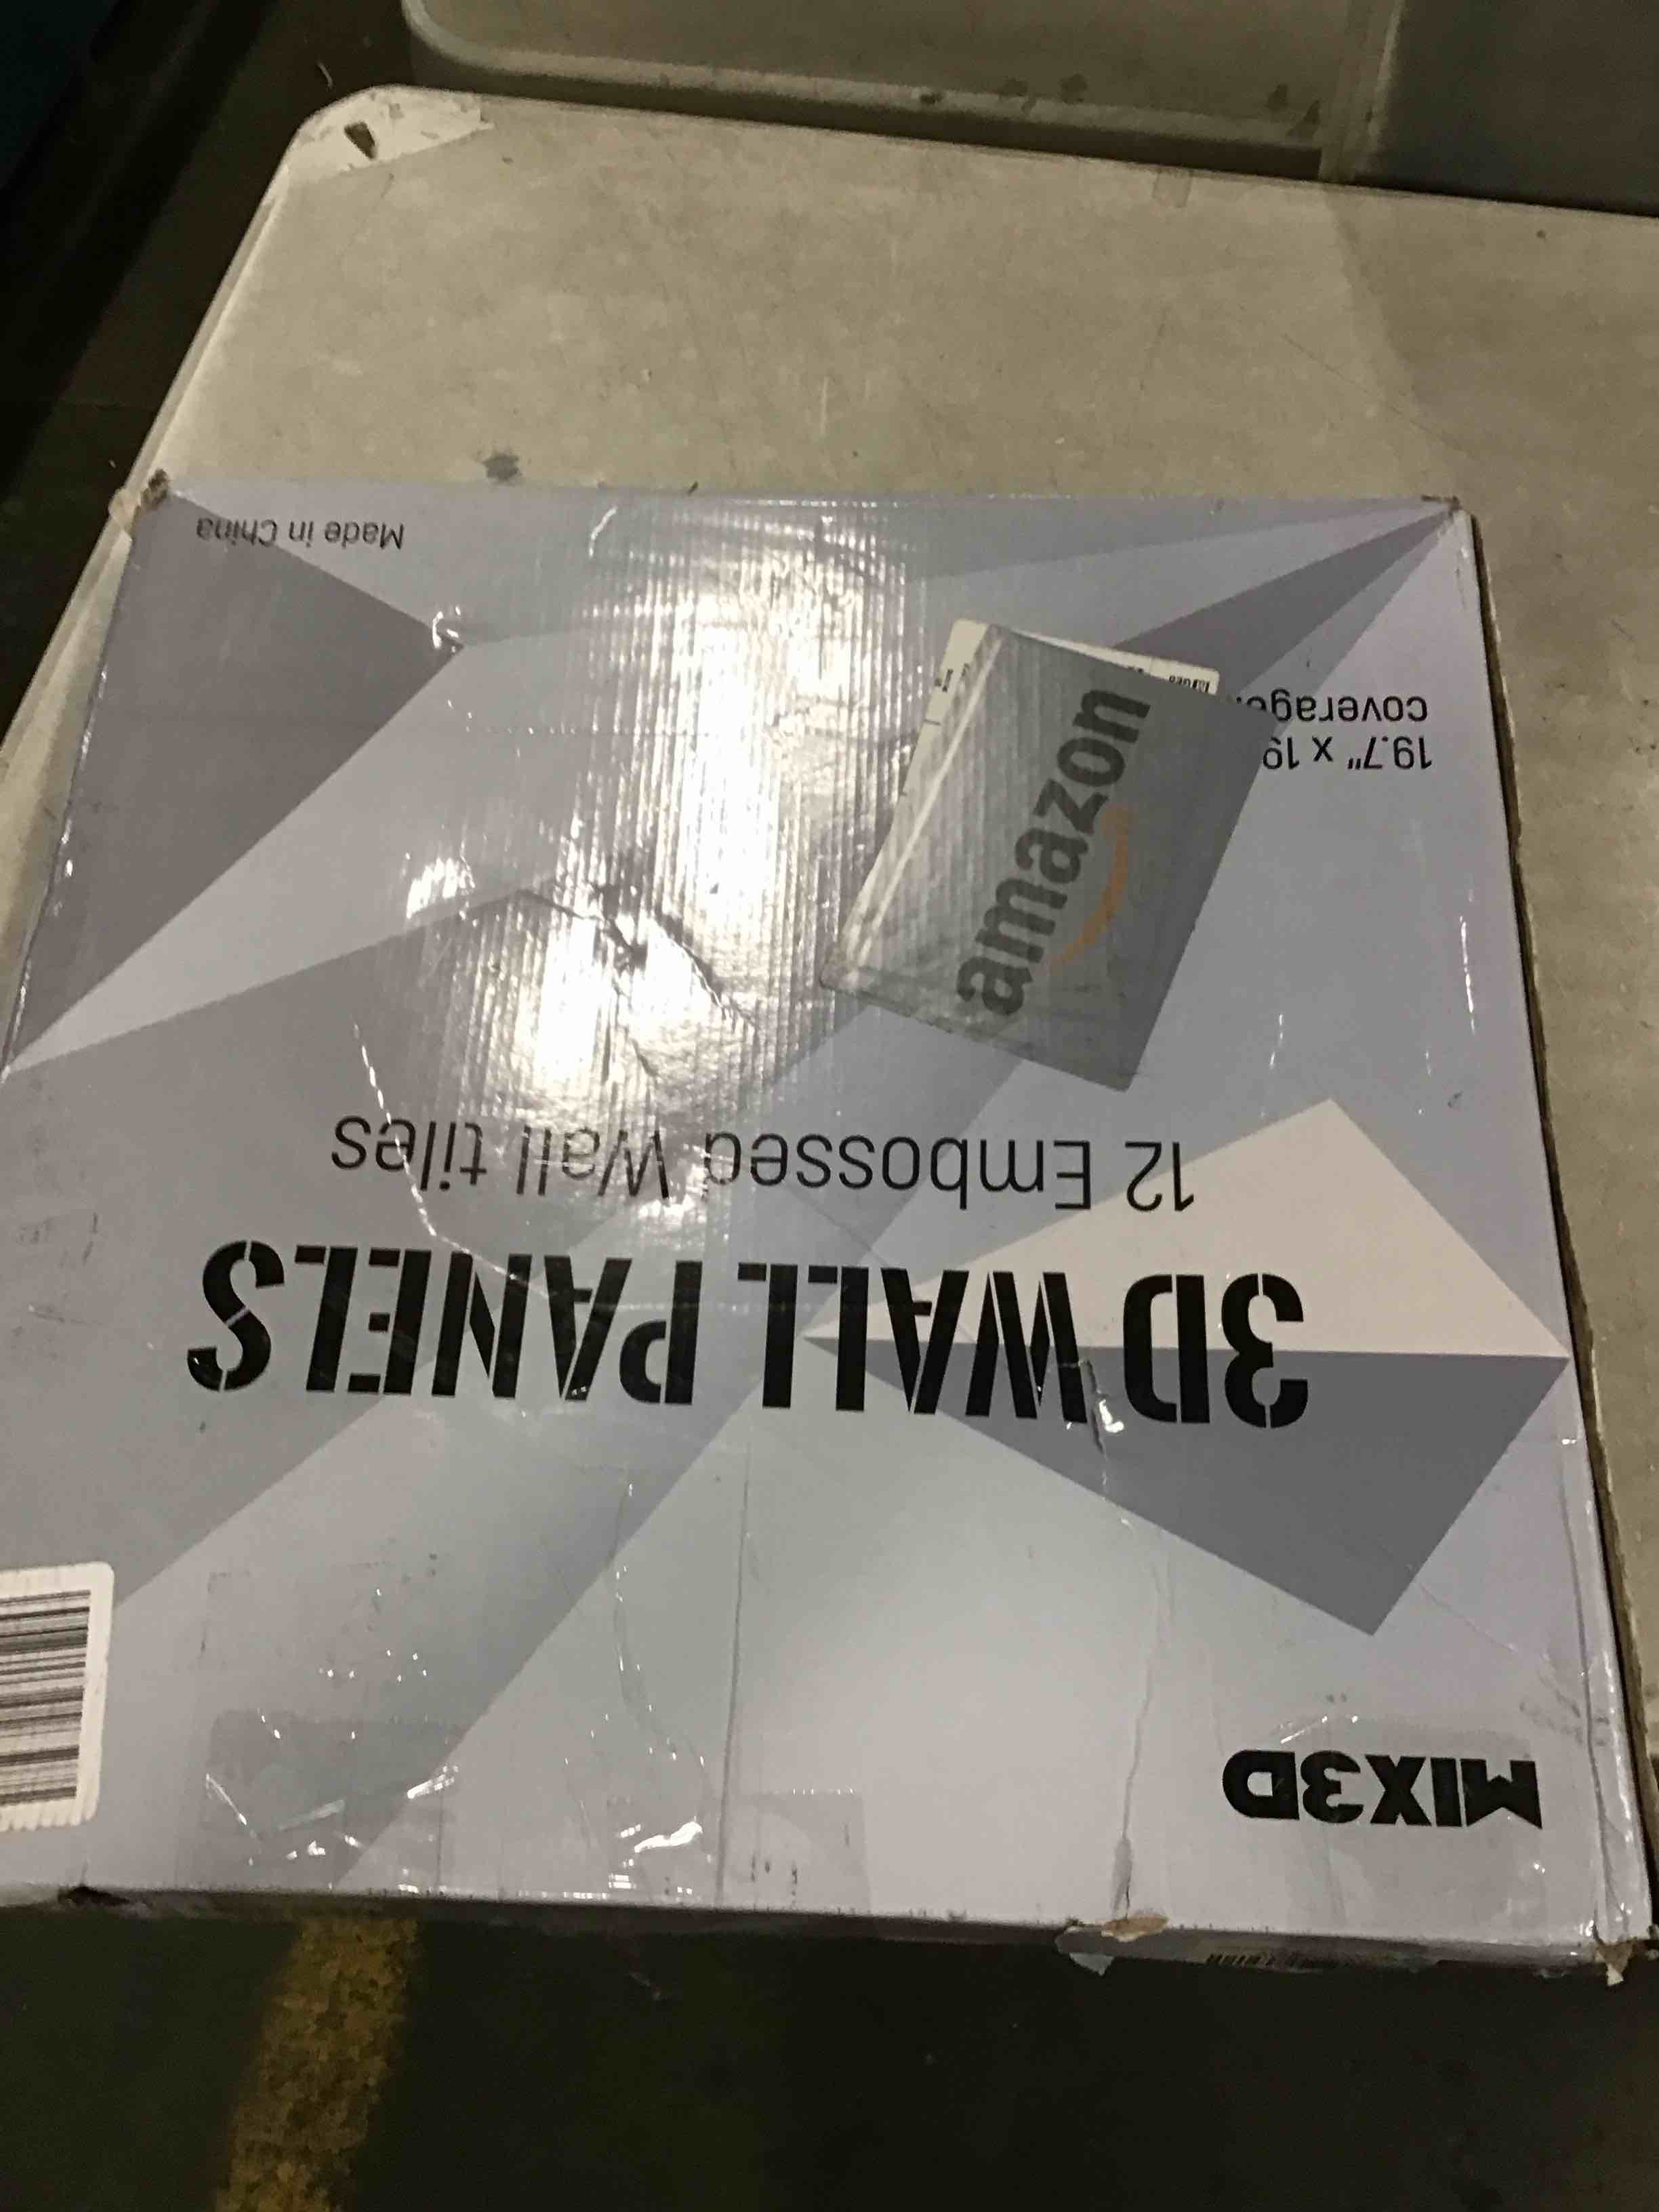 MIX3D
3D WALL PANELS
12 Embossed Wall tiles
19.7" x 19
coverage
amazon
Made in China